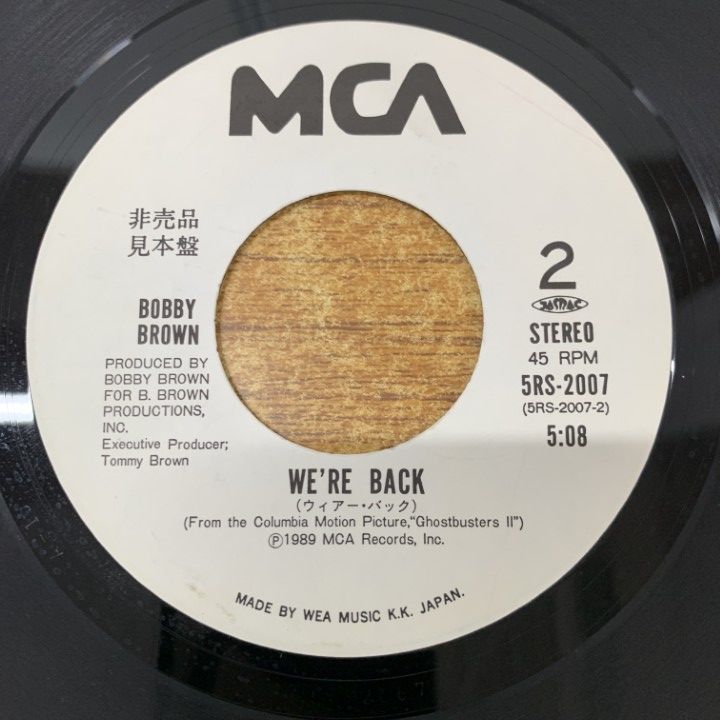 MCA
非売品
見本盤
2
JASRAC
BOBBY
BROWN
STEREO
45 RPM
PRODUCED BY
BOBBY BROWN
FOR B. BROWN
PRODUCTIONS,
INC.
Executive Producer;
Tommy Brown
5RS-2007
(5RS-2007-2)
5:08
WE'RE BACK
(ウィアー・バック)
(From the Columbia Motion Picture,"Ghostbusters II")
Ⓟ1989 MCA Records, Inc.
MADE BY WEA MUSIC K.K. JAPAN.